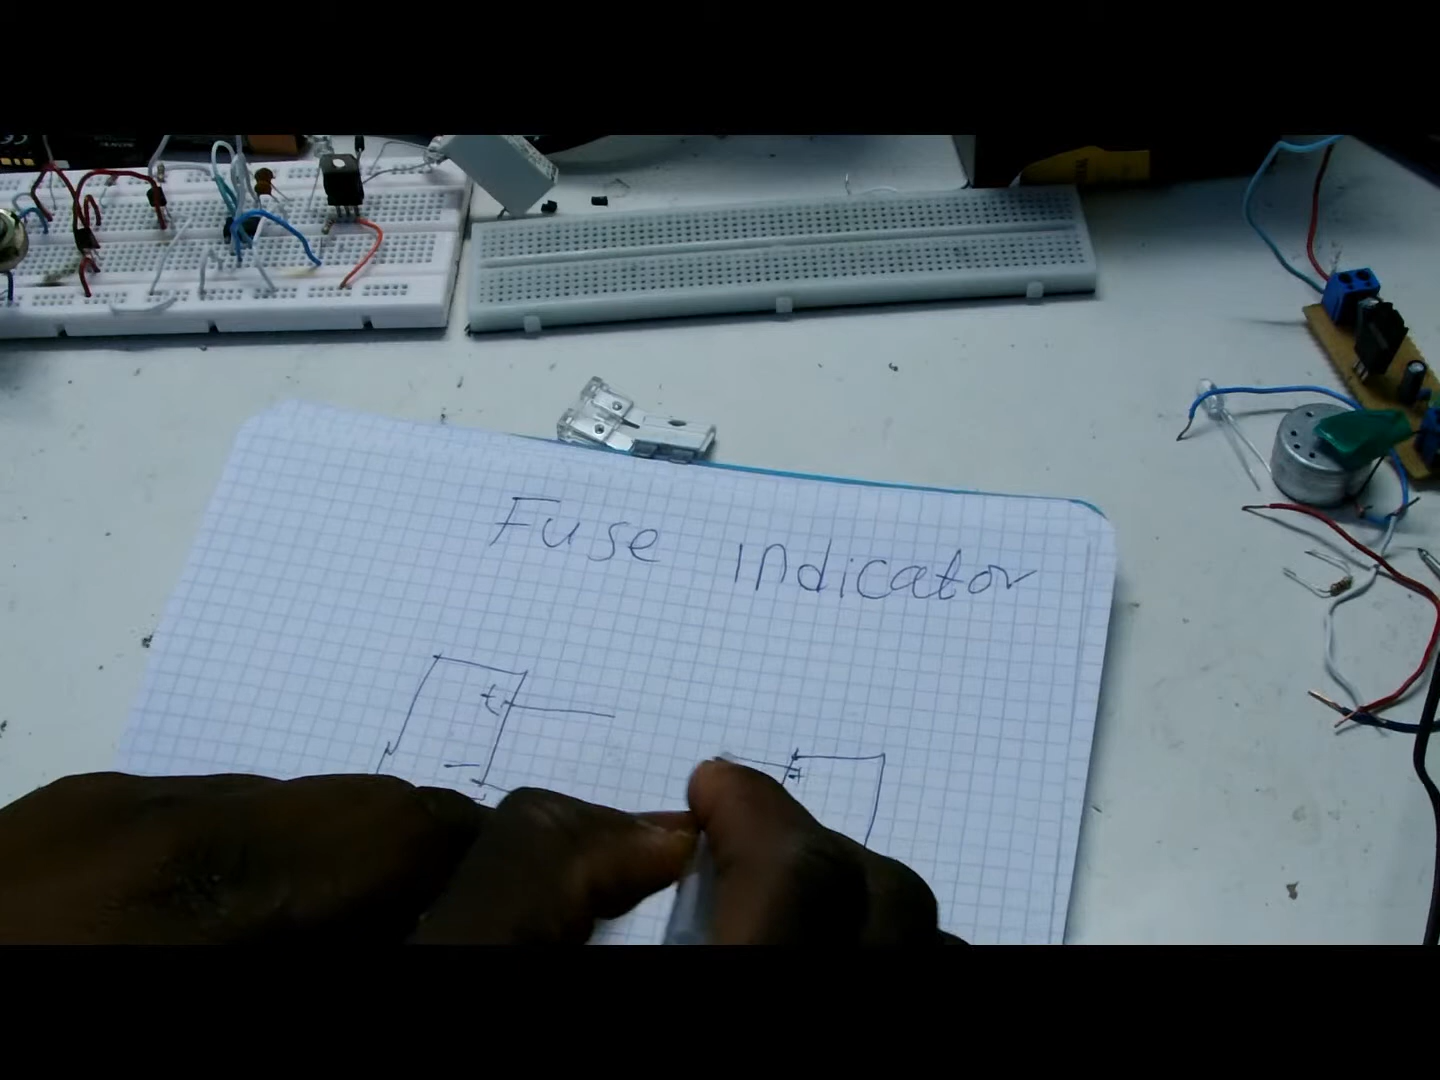 Fuse indicator
+
-
+